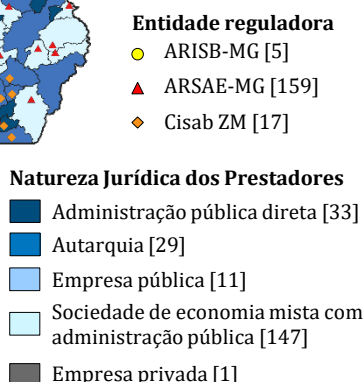 Entidade reguladora
ARISB-MG [5]
ARSAE-MG [159]
Cisab ZM [17]
Natureza Jurídica dos Prestadores
Administração pública direta [33]
Autarquia [29]
Empresa pública [11]
Sociedade de economia mista com
administração pública [147]
Empresa privada [1]